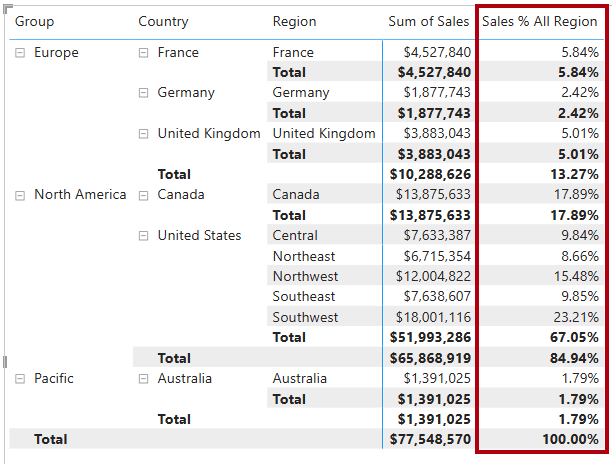 Group Country Region Sum of Sales Sales % All Region
Europe France France $4,527,840 5.84%
Total $4,527,840 5.84%
Germany Germany $1,877,743 2.42%
Total $1,877,743 2.42%
United Kingdom United Kingdom $3,883,043 5.01%
Total $3,883,043 5.01%
Total $10,288,626 13.27%
North America Canada Canada $13,875,633 17.89%
Total $13,875,633 17.89%
United States Central $7,633,387 9.84%
Northeast $6,715,354 8.66%
Northwest $12,004,822 15.48%
Southeast $7,638,607 9.85%
Southwest $18,001,116 23.21%
Total $51,993,286 67.05%
Total $65,868,919 84.94%
Pacific Australia Australia $1,391,025 1.79%
Total $1,391,025 1.79%
Total $1,391,025 1.79%
Total $77,548,570 100.00%